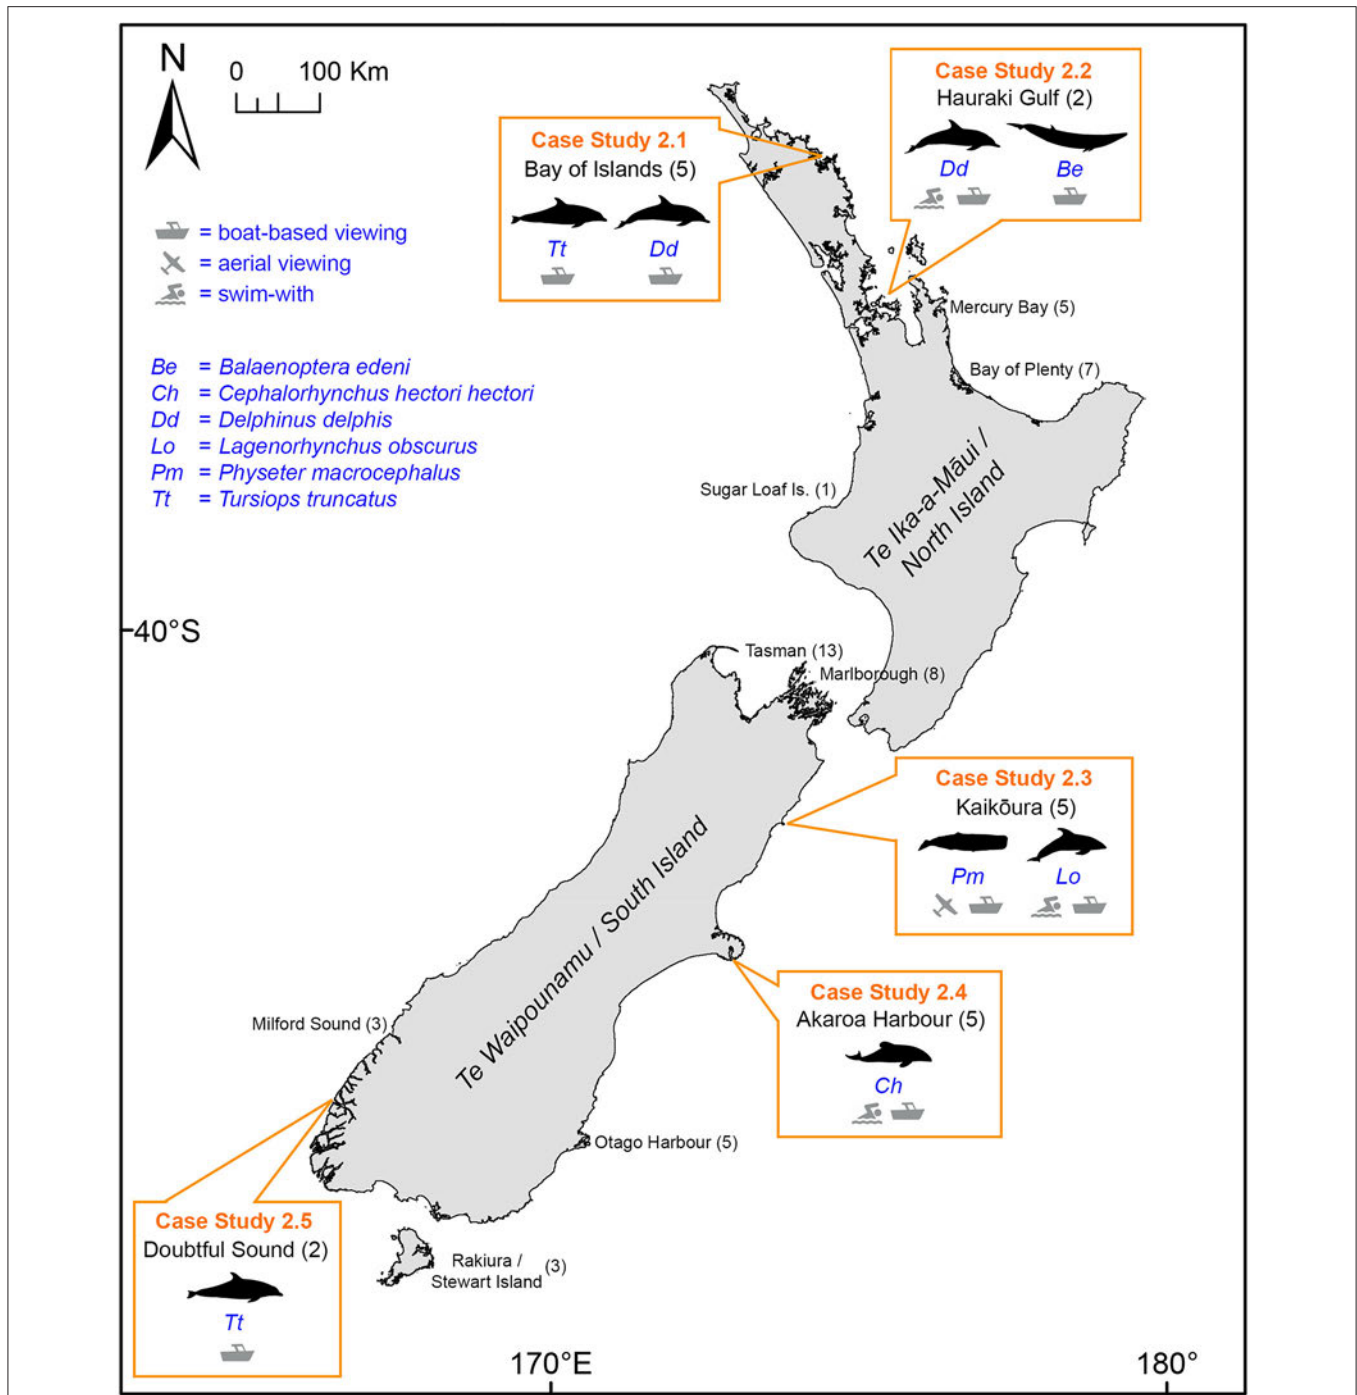 N
0 100 Km
Case Study 2.1
Bay of Islands (5)
Tt Dd
Case Study 2.2
Hauraki Gulf (2)
Dd Be
= boat-based viewing
= aerial viewing
= swim-with
Be = Balaenoptera edeni
Ch = Cephalorhynchus hectori hectori
Dd = Delphinus delphis
Lo = Lagenorhynchus obscurus
Pm = Physeter macrocephalus
Tt = Tursiops truncatus
Mercury Bay (5)
Bay of Plenty (7)
Sugar Loaf Is. (1)
Te Ika-a-Māui /
North Island
40°S
Tasman (13)
Marlborough (8)
Case Study 2.3
Kaikōura (5)
Pm Lo
Te Waipounamu / South Island
Case Study 2.4
Akaroa Harbour (5)
Ch
Milford Sound (3)
Otago Harbour (5)
Case Study 2.5
Doubtful Sound (2)
Tt
Rakiura /
Stewart Island (3)
170°E
180°